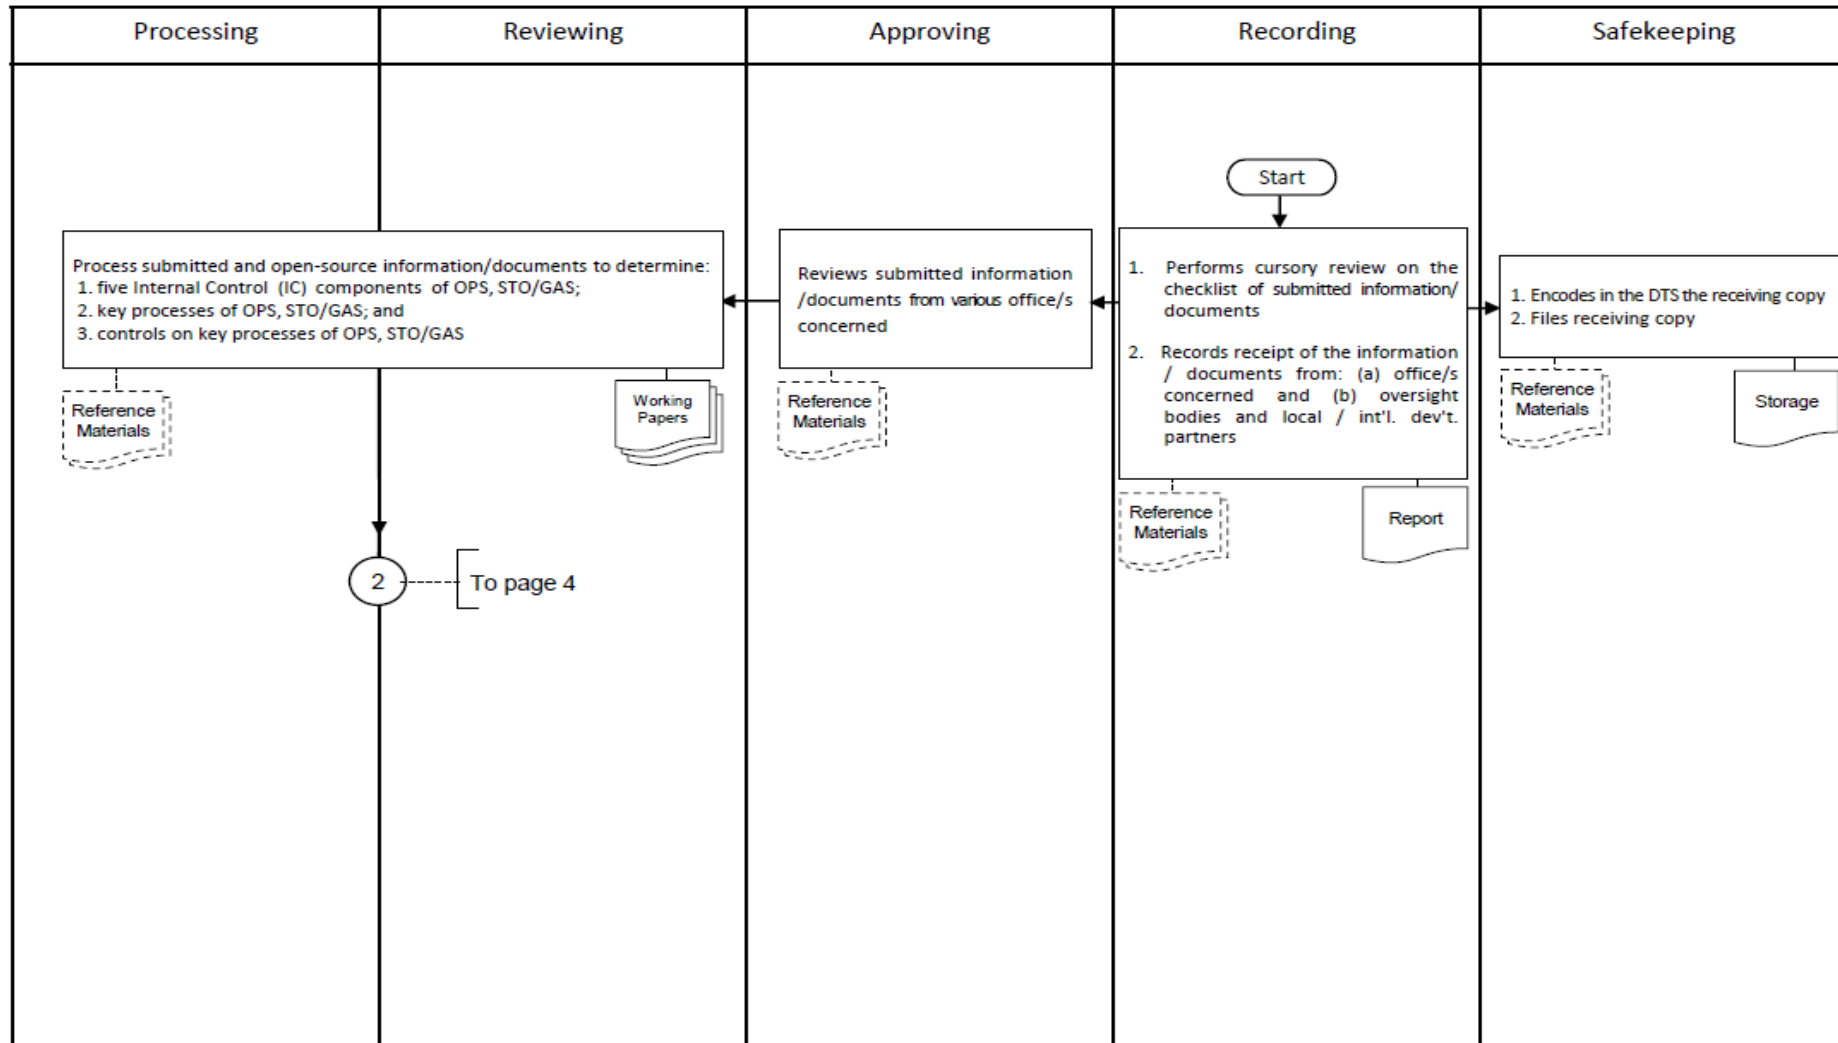 Processing
Reviewing
Approving
Recording
Safekeeping
Start
Process submitted and open-source information/documents to determine:
1. five Internal Control (IC) components of OPS, STO/GAS;
2. key processes of OPS, STO/GAS; and
3. controls on key processes of OPS, STO/GAS
Reference
Materials
Working
Papers
Reviews submitted information
/documents from various office/s
concerned
Reference
Materials
1. Performs cursory review on the
checklist of submitted information/
documents
2. Records receipt of the information
/ documents from: (a) office/s
concerned and (b) oversight
bodies and local / int'l. dev't.
partners
Reference
Materials
Report
1. Encodes in the DTS the receiving copy
2. Files receiving copy
Reference
Materials
Storage
2
To page 4